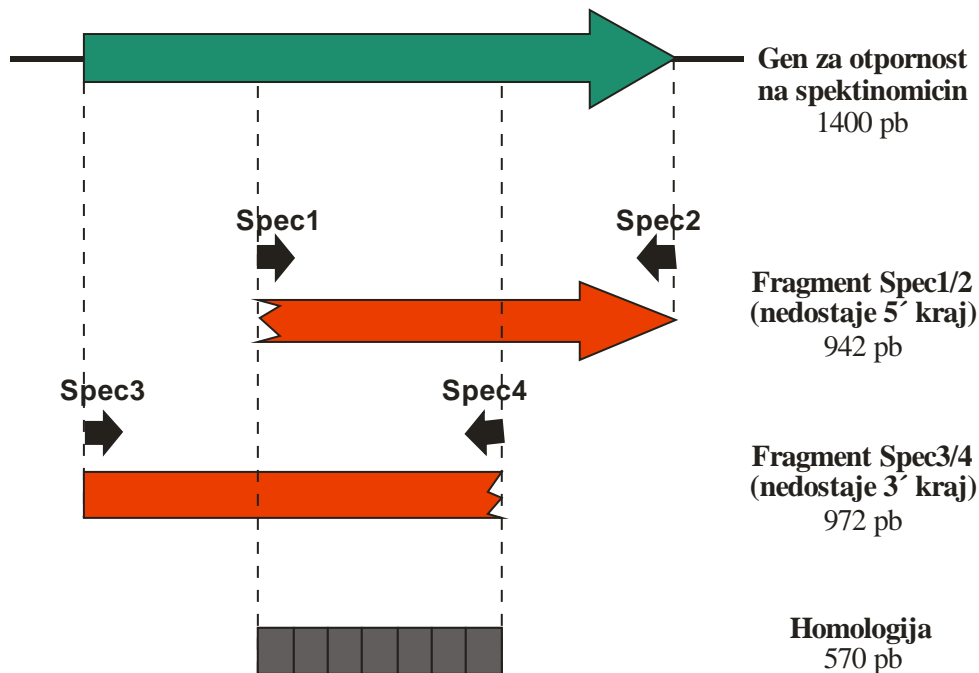 Gen za otpornost
na spektinomicin
1400 pb
Spec1
Spec2
Fragment Spec1/2
(nedostaje 5´ kraj)
942 pb
Spec3
Spec4
Fragment Spec3/4
(nedostaje 3´ kraj)
972 pb
Homologija
570 pb